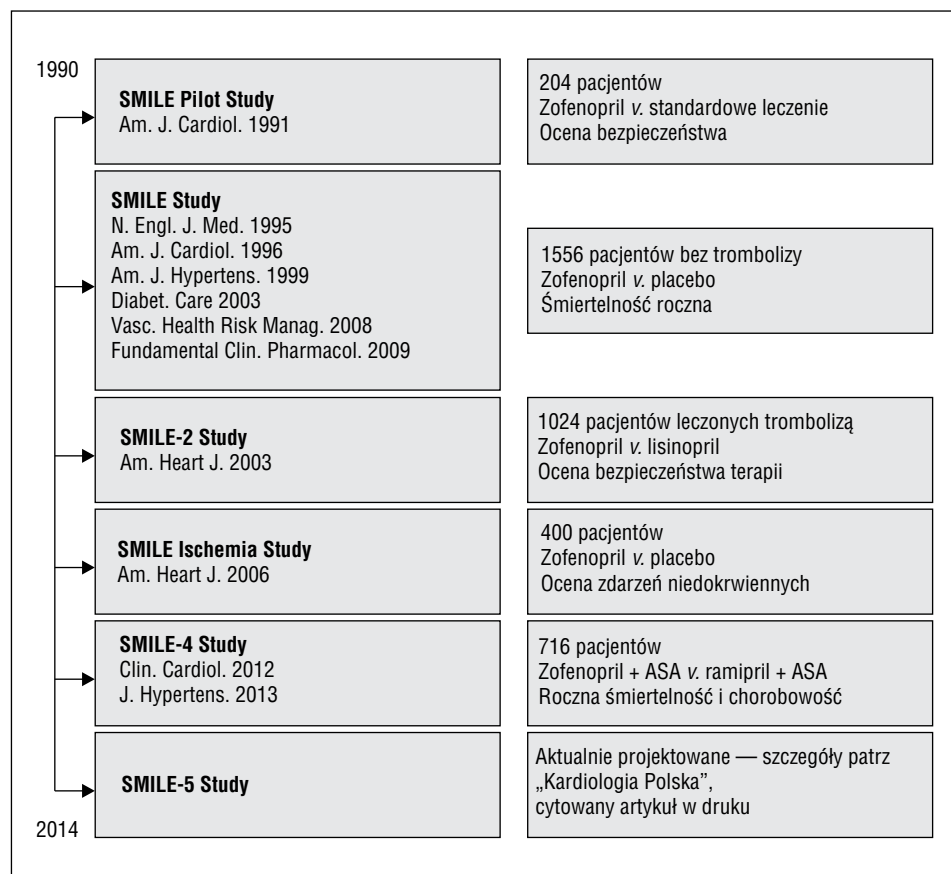 1990
SMILE Pilot Study
Am. J. Cardiol. 1991
204 pacjentów
Zofenopril v. standardowe leczenie
Ocena bezpieczeństwa
SMILE Study
N. Engl. J. Med. 1995
Am. J. Cardiol. 1996
Am. J. Hypertens. 1999
Diabet. Care 2003
Vasc. Health Risk Manag. 2008
Fundamental Clin. Pharmacol. 2009
1556 pacjentów bez trombolizy
Zofenopril v. placebo
Śmiertelność roczna
SMILE-2 Study
Am. Heart J. 2003
1024 pacjentów leczonych trombolizą
Zofenopril v. lisinopril
Ocena bezpieczeństwa terapii
SMILE Ischemia Study
Am. Heart J. 2006
400 pacjentów
Zofenopril v. placebo
Ocena zdarzeń niedokrwiennych
SMILE-4 Study
Clin. Cardiol. 2012
J. Hypertens. 2013
716 pacjentów
Zofenopril + ASA v. ramipril + ASA
Roczna śmiertelność i chorobowość
SMILE-5 Study
Aktualnie projektowane — szczegóły patrz
„Kardiologia Polska”,
cytowany artykuł w druku
2014